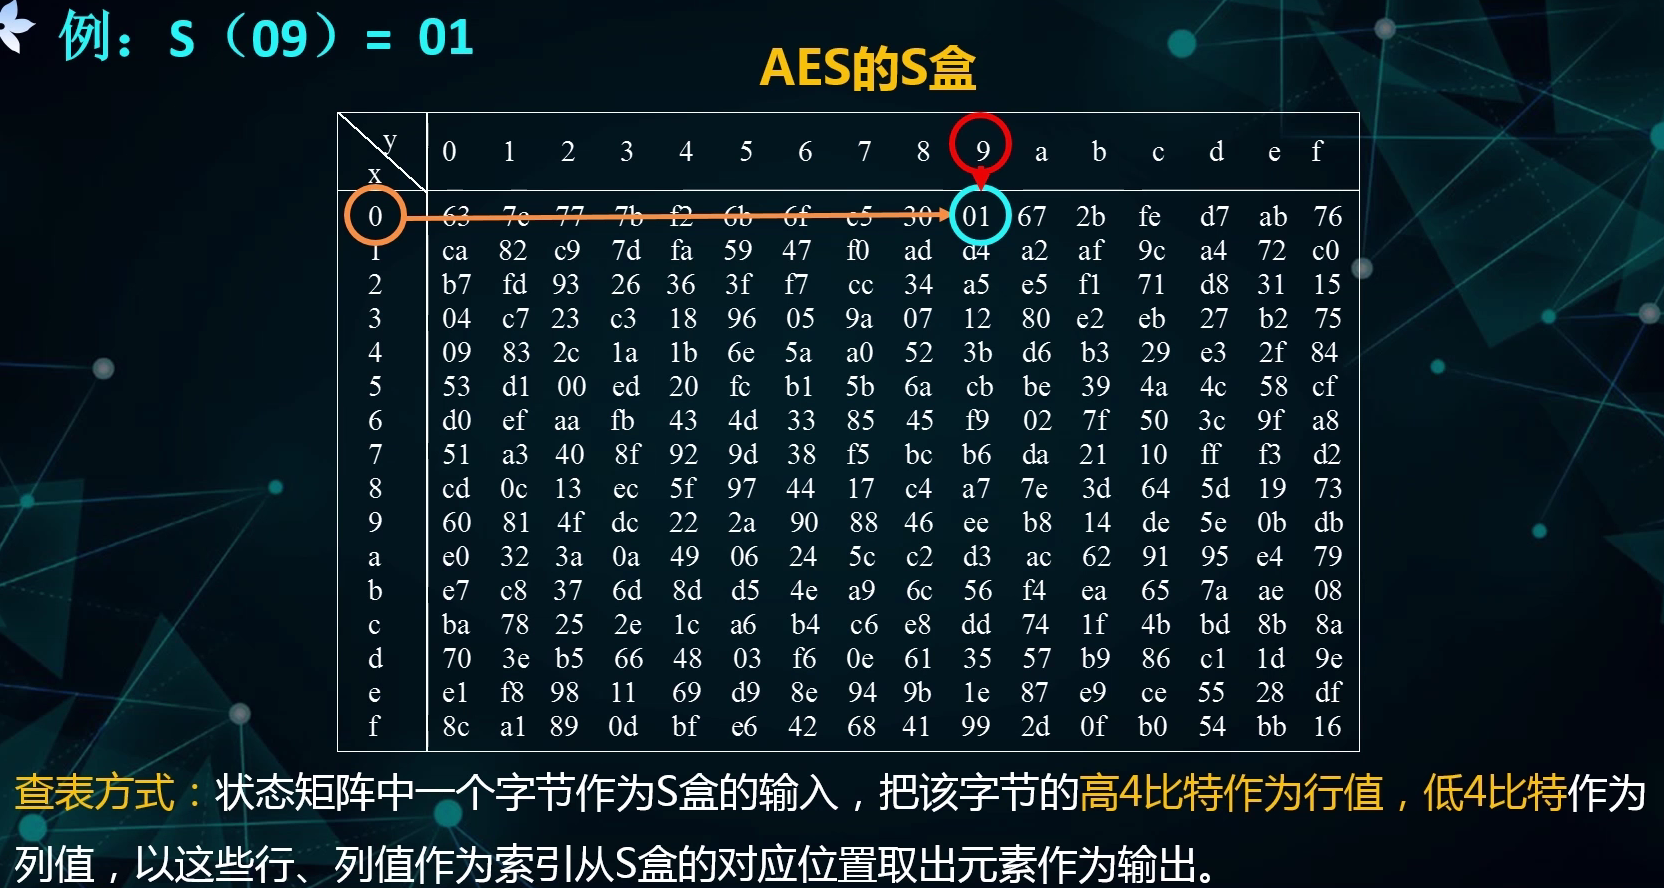 例：S（09）= 01
AES的S盒
y
x
0 1 2 3 4 5 6 7 8 9 a b c d e f
0 63 7c 77 7b f2 6b 6f c5 30 01 67 2b fe d7 ab 76
1 ca 82 c9 7d fa 59 47 f0 ad d4 a2 af 9c a4 72 c0
2 b7 fd 93 26 36 3f f7 cc 34 a5 e5 f1 71 d8 31 15
3 04 c7 23 c3 18 96 05 9a 07 12 80 e2 eb 27 b2 75
4 09 83 2c 1a 1b 6e 5a a0 52 3b d6 b3 29 e3 2f 84
5 53 d1 00 ed 20 fc b1 5b 6a cb be 39 4a 4c 58 cf
6 d0 ef aa fb 43 4d 33 85 45 f9 02 7f 50 3c 9f a8
7 51 a3 40 8f 92 9d 38 f5 bc b6 da 21 10 ff f3 d2
8 cd 0c 13 ec 5f 97 44 17 c4 a7 7e 3d 64 5d 19 73
9 60 81 4f dc 22 2a 90 88 46 ee b8 14 de 5e 0b db
a e0 32 3a 0a 49 06 24 5c c2 d3 ac 62 91 95 e4 79
b e7 c8 37 6d 8d d5 4e a9 6c 56 f4 ea 65 7a ae 08
c ba 78 25 2e 1c a6 b4 c6 e8 dd 74 1f 4b bd 8b 8a
d 70 3e b5 66 48 03 f6 0e 61 35 57 b9 86 c1 1d 9e
e e1 f8 98 11 69 d9 8e 94 9b 1e 87 e9 ce 55 28 df
f 8c a1 89 0d bf e6 42 68 41 99 2d 0f b0 54 bb 16
查表方式：状态矩阵中一个字节作为S盒的输入，把该字节的高4比特作为行值，低4比特作为
列值，以这些行、列值作为索引从S盒的对应位置取出元素作为输出。